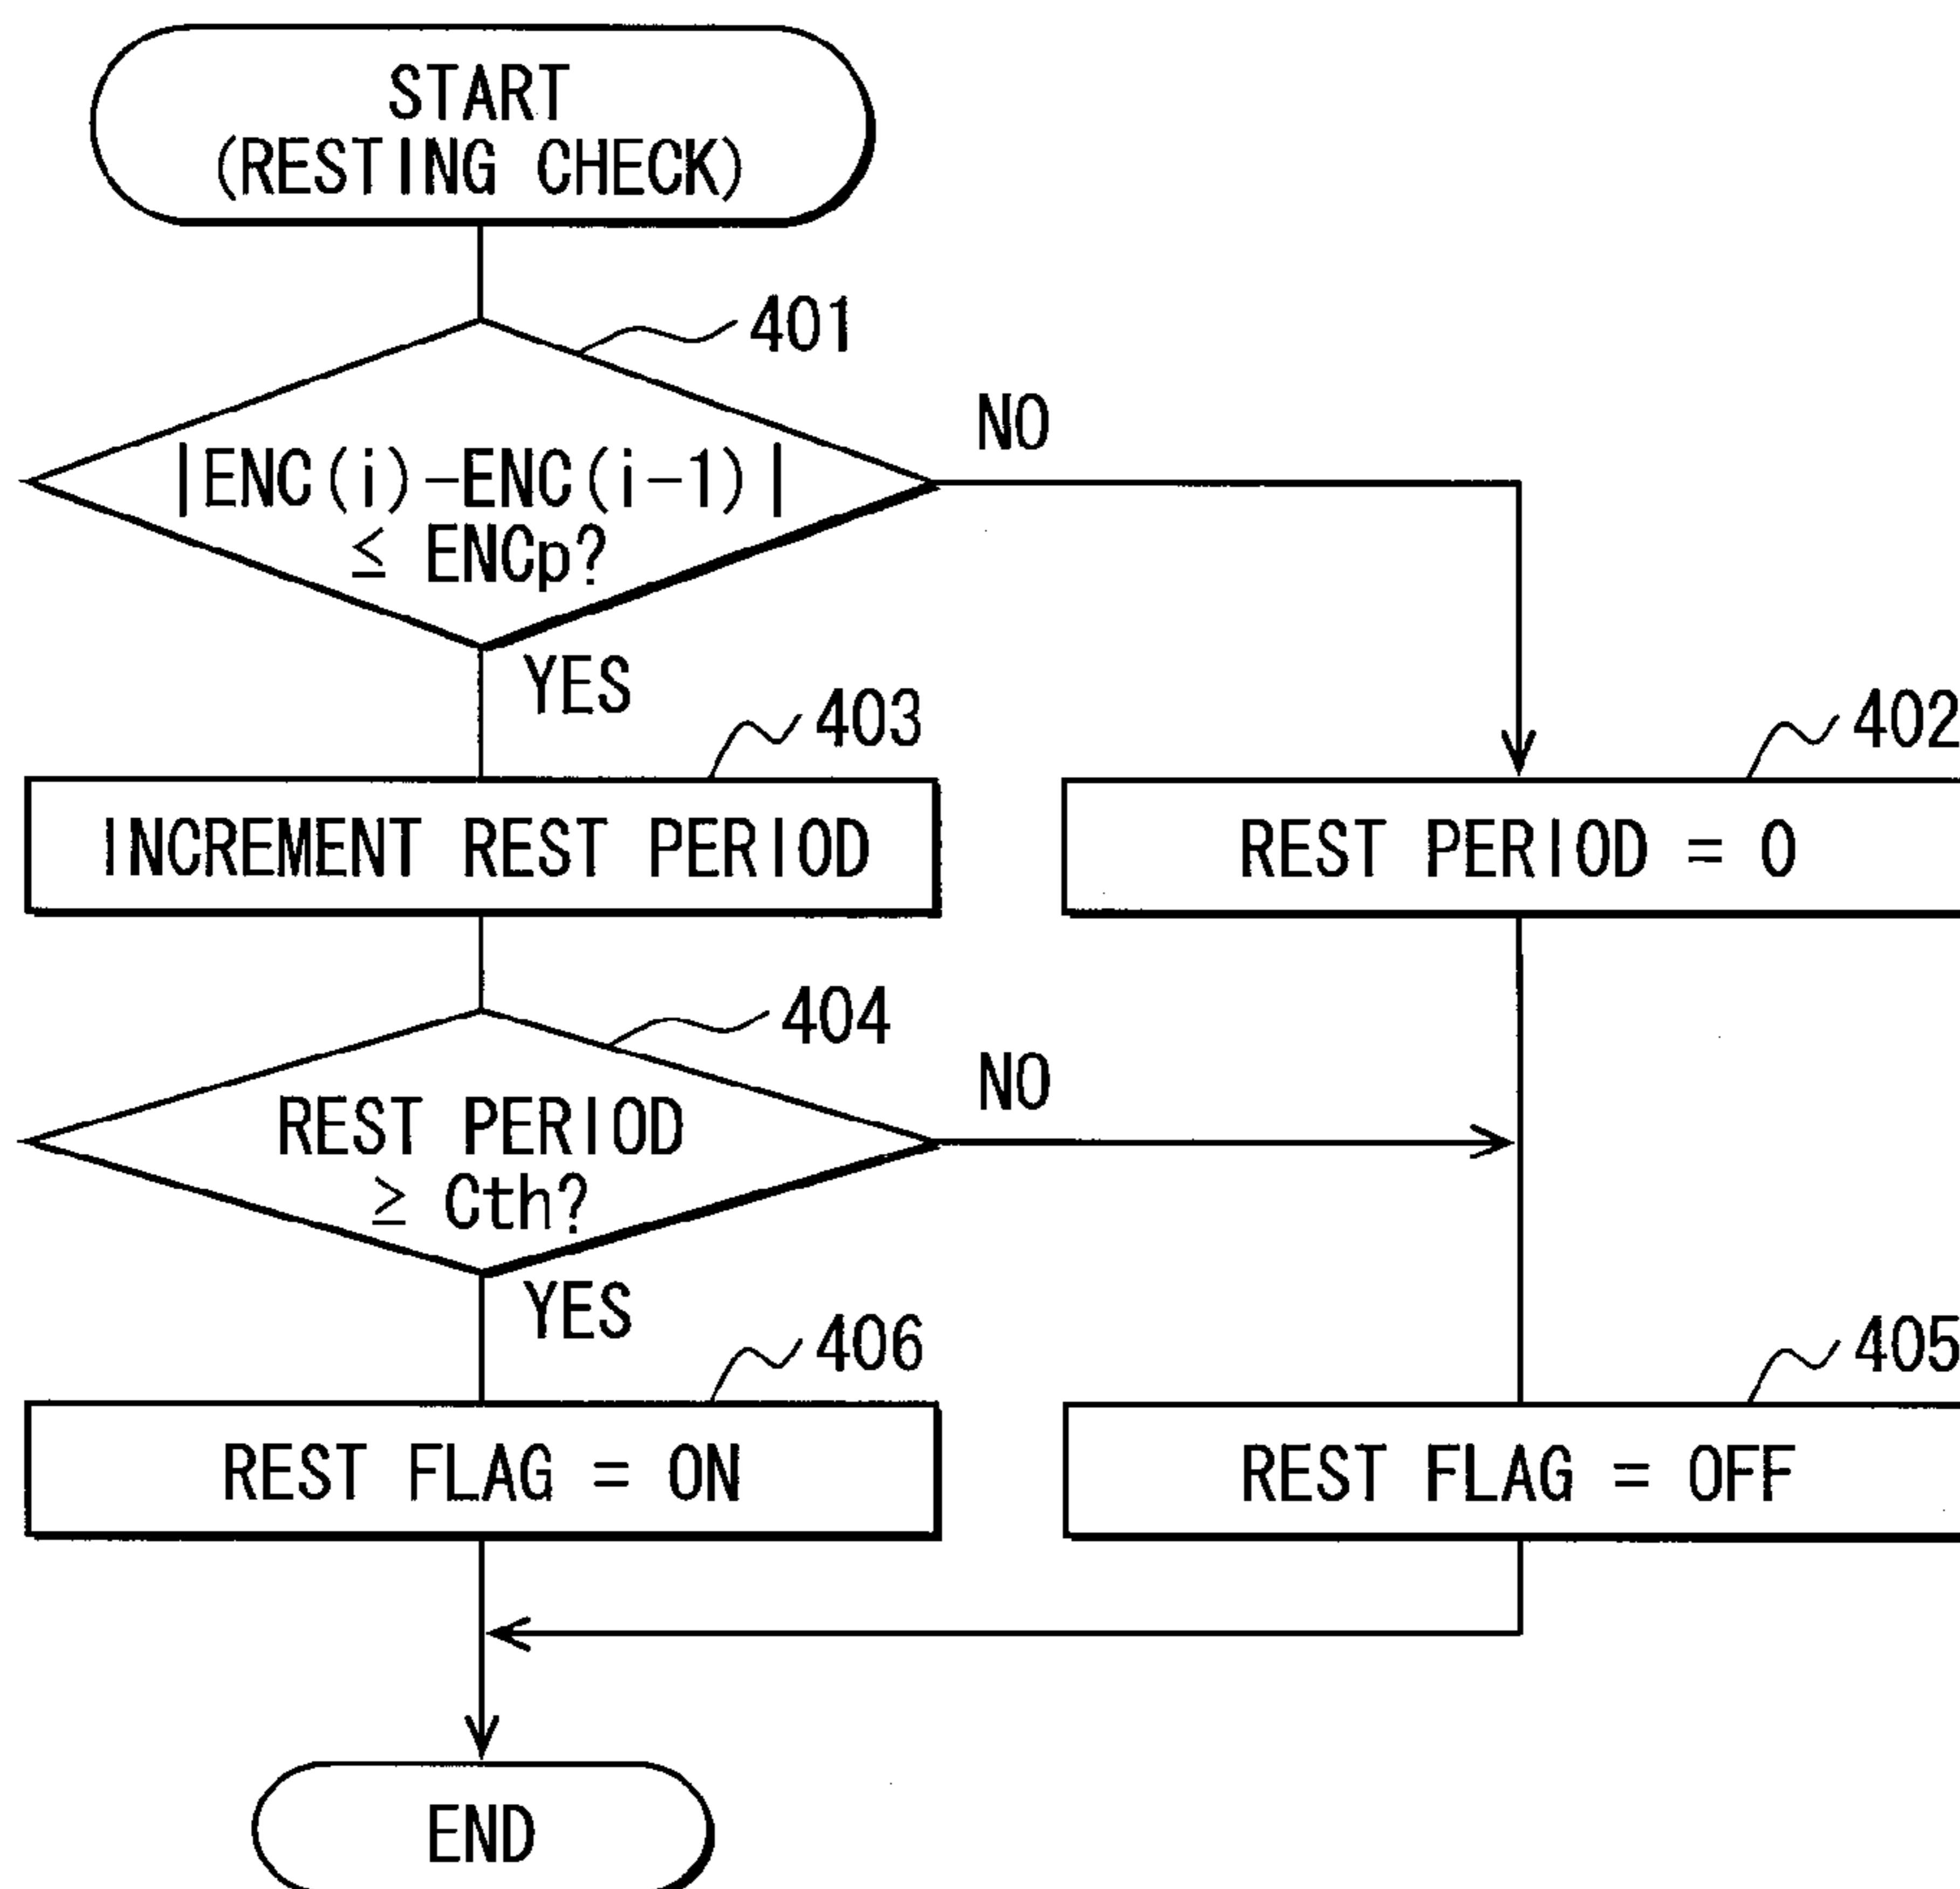 START
(RESTING CHECK)
401
NO
|ENC(i)-ENC(i-1)|
≤ ENCp?
YES
403
402
INCREMENT REST PERIOD
REST PERIOD = 0
404
NO
REST PERIOD
≥ Cth?
YES
406
405
REST FLAG = ON
REST FLAG = OFF
END